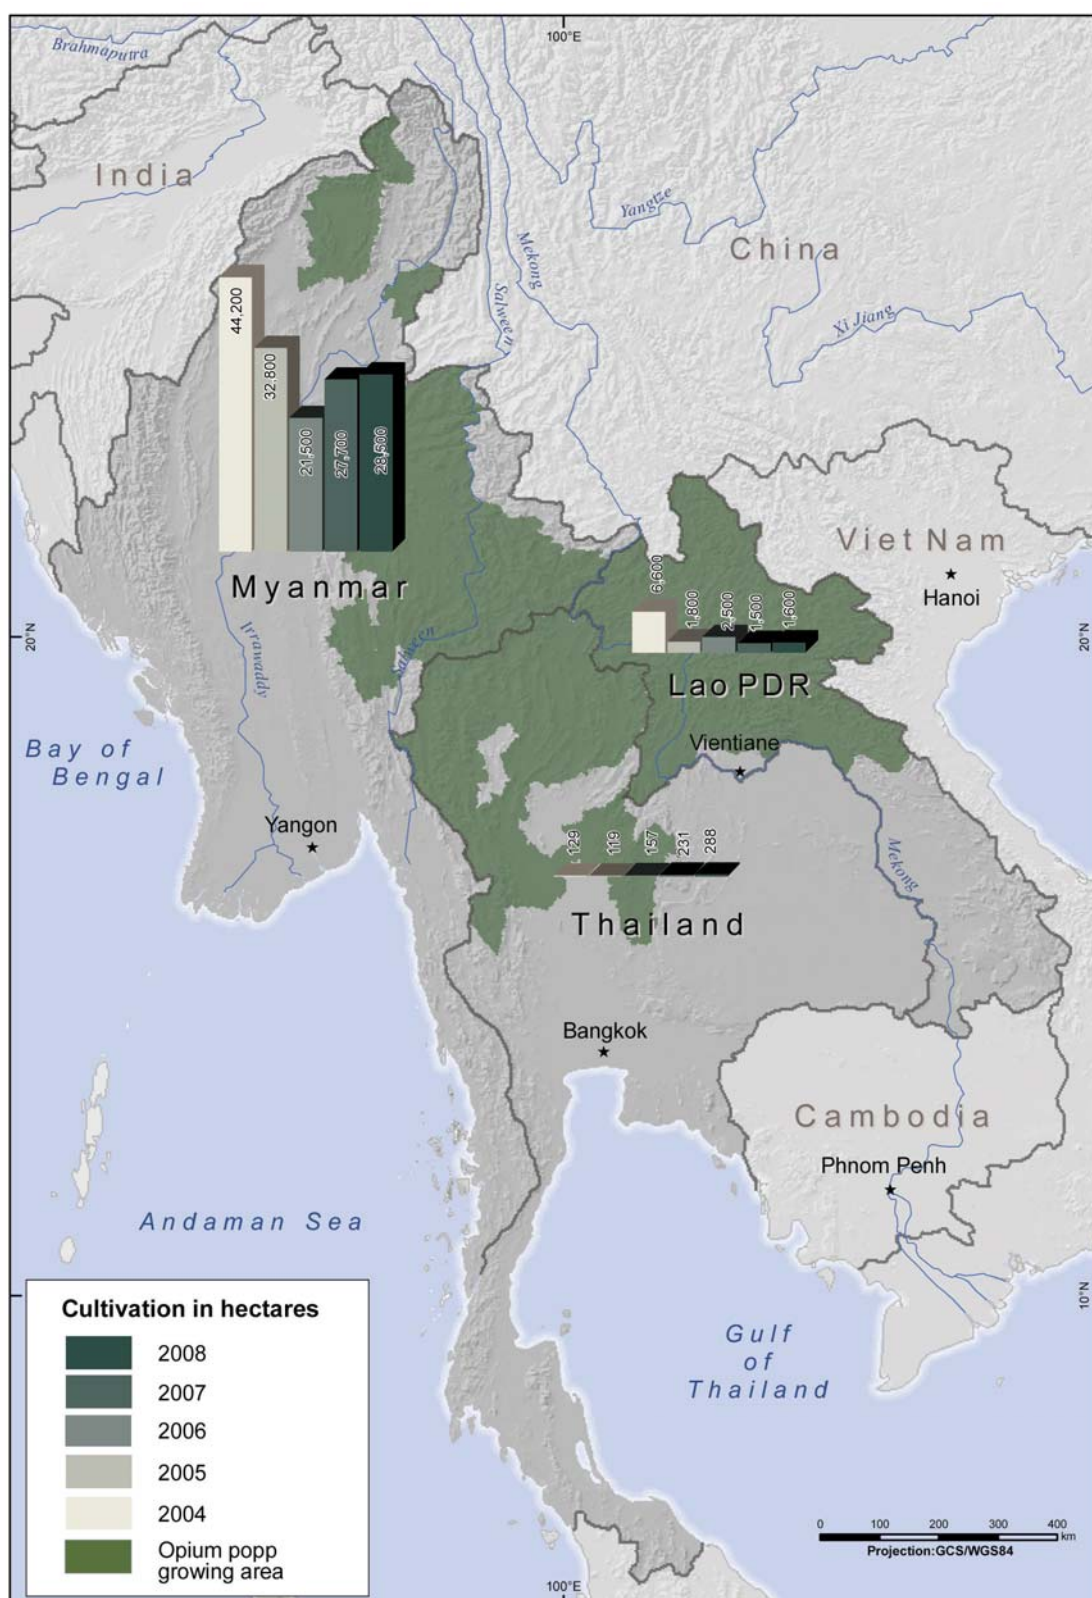 100°E
Brahmaputra
India
Yangtze
Mekong
Salween
China
Xi Jiang
44,200
32,800
21,500
27,700
28,500
Viet Nam
Hanoi
Myanmar
6,600
1,800
2,500
1,500
1,600
20°N
20°N
Irrawaddy
Salween
Lao PDR
Vientiane
Bay of
Bengal
Yangon
129
119
157
231
288
Mekong
Thailand
Bangkok
Cambodia
Phnom Penh
Andaman Sea
10°N
Gulf
of
Thailand
Cultivation in hectares
2008
2007
2006
2005
2004
Opium popp
growing area
0 100 200 300 400
km
Projection:GCS/WGS84
100°E